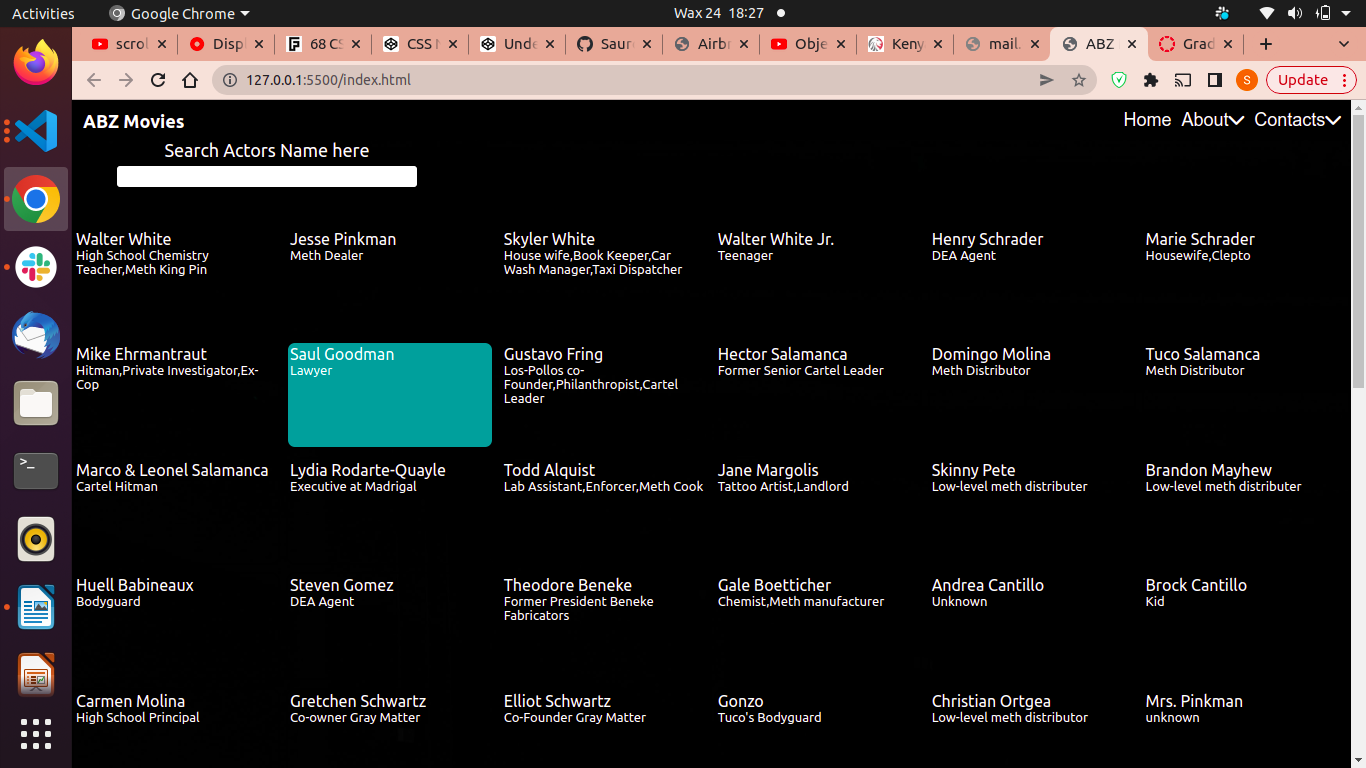 Activities
Google Chrome
Wax 24 18:27
scrol
Displ
68 CS
CSS N
Unde
Saur
Airbr
Obje
Keny
mail.
ABZ
Grad
127.0.0.1:5500/index.html
S
Update
ABZ Movies
Home About Contacts
Search Actors Name here
Walter White
High School Chemistry
Teacher,Meth King Pin
Jesse Pinkman
Meth Dealer
Skyler White
House wife,Book Keeper,Car
Wash Manager,Taxi Dispatcher
Walter White Jr.
Teenager
Henry Schrader
DEA Agent
Marie Schrader
Housewife,Clepto
Mike Ehrmantraut
Hitman,Private Investigator,Ex-
Cop
Saul Goodman
Lawyer
Gustavo Fring
Los-Pollos co-
Founder,Philanthropist,Cartel
Leader
Hector Salamanca
Former Senior Cartel Leader
Domingo Molina
Meth Distributor
Tuco Salamanca
Meth Distributor
Marco & Leonel Salamanca
Cartel Hitman
Lydia Rodarte-Quayle
Executive at Madrigal
Todd Alquist
Lab Assistant,Enforcer,Meth Cook
Jane Margolis
Tattoo Artist,Landlord
Skinny Pete
Low-level meth distributer
Brandon Mayhew
Low-level meth distributer
Huell Babineaux
Bodyguard
Steven Gomez
DEA Agent
Theodore Beneke
Former President Beneke
Fabricators
Gale Boetticher
Chemist,Meth manufacturer
Andrea Cantillo
Unknown
Brock Cantillo
Kid
Carmen Molina
High School Principal
Gretchen Schwartz
Co-owner Gray Matter
Elliot Schwartz
Co-Founder Gray Matter
Gonzo
Tuco's Bodyguard
Christian Ortgea
Low-level meth distributor
Mrs. Pinkman
unknown